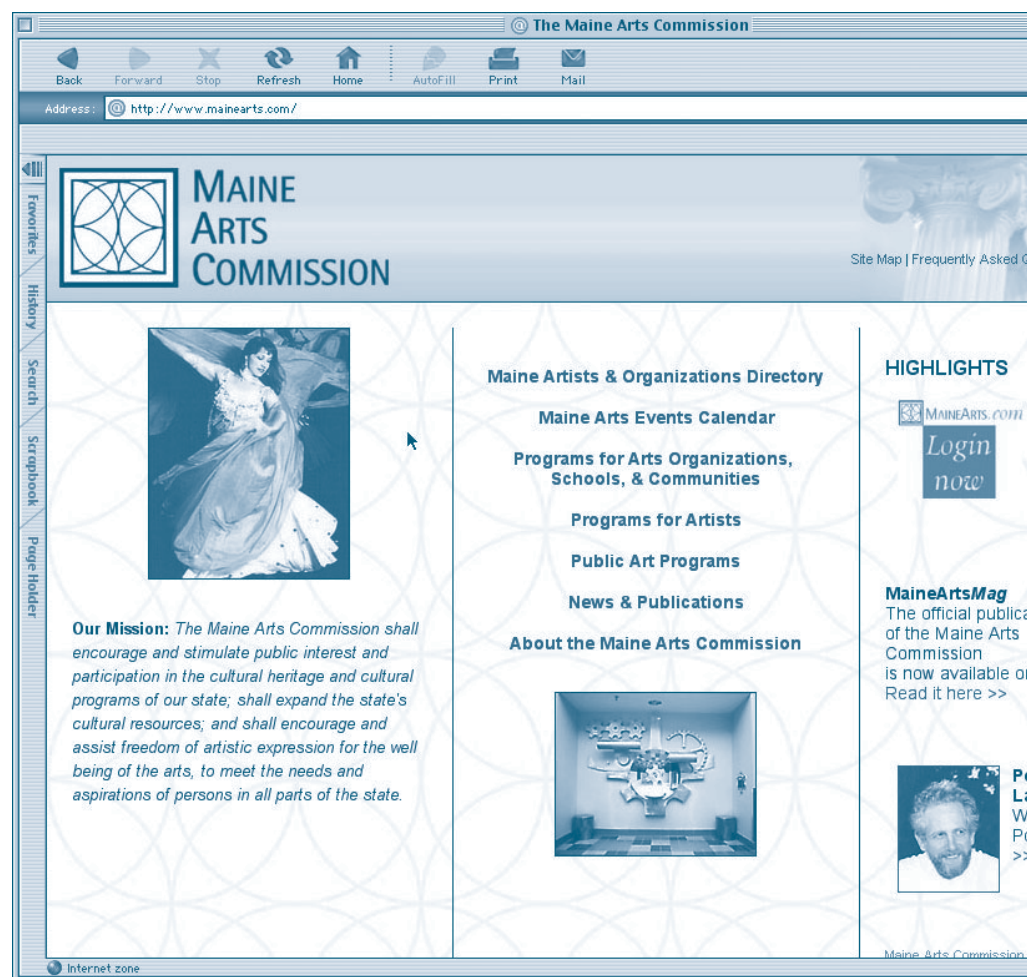 The Maine Arts Commission
Back Forward Stop Refresh Home AutoFill Print Mail
Address: http://www.mainearts.com/
Favorites
History
Search
Scrapbook
Page Holder
MAINE
ARTS
COMMISSION
Site Map | Frequently Asked
Our Mission: The Maine Arts Commission shall
encourage and stimulate public interest and
participation in the cultural heritage and cultural
programs of our state; shall expand the state's
cultural resources; and shall encourage and
assist freedom of artistic expression for the well
being of the arts, to meet the needs and
aspirations of persons in all parts of the state.
Maine Artists & Organizations Directory
Maine Arts Events Calendar
Programs for Arts Organizations,
Schools, & Communities
Programs for Artists
Public Art Programs
News & Publications
About the Maine Arts Commission
HIGHLIGHTS
MAINEARTS.COM
Login
now
MaineArtsMag
The official
of the Maine Arts
Commission
is now available
Read it here >>
>>
Maine Arts Commission
Internet zone